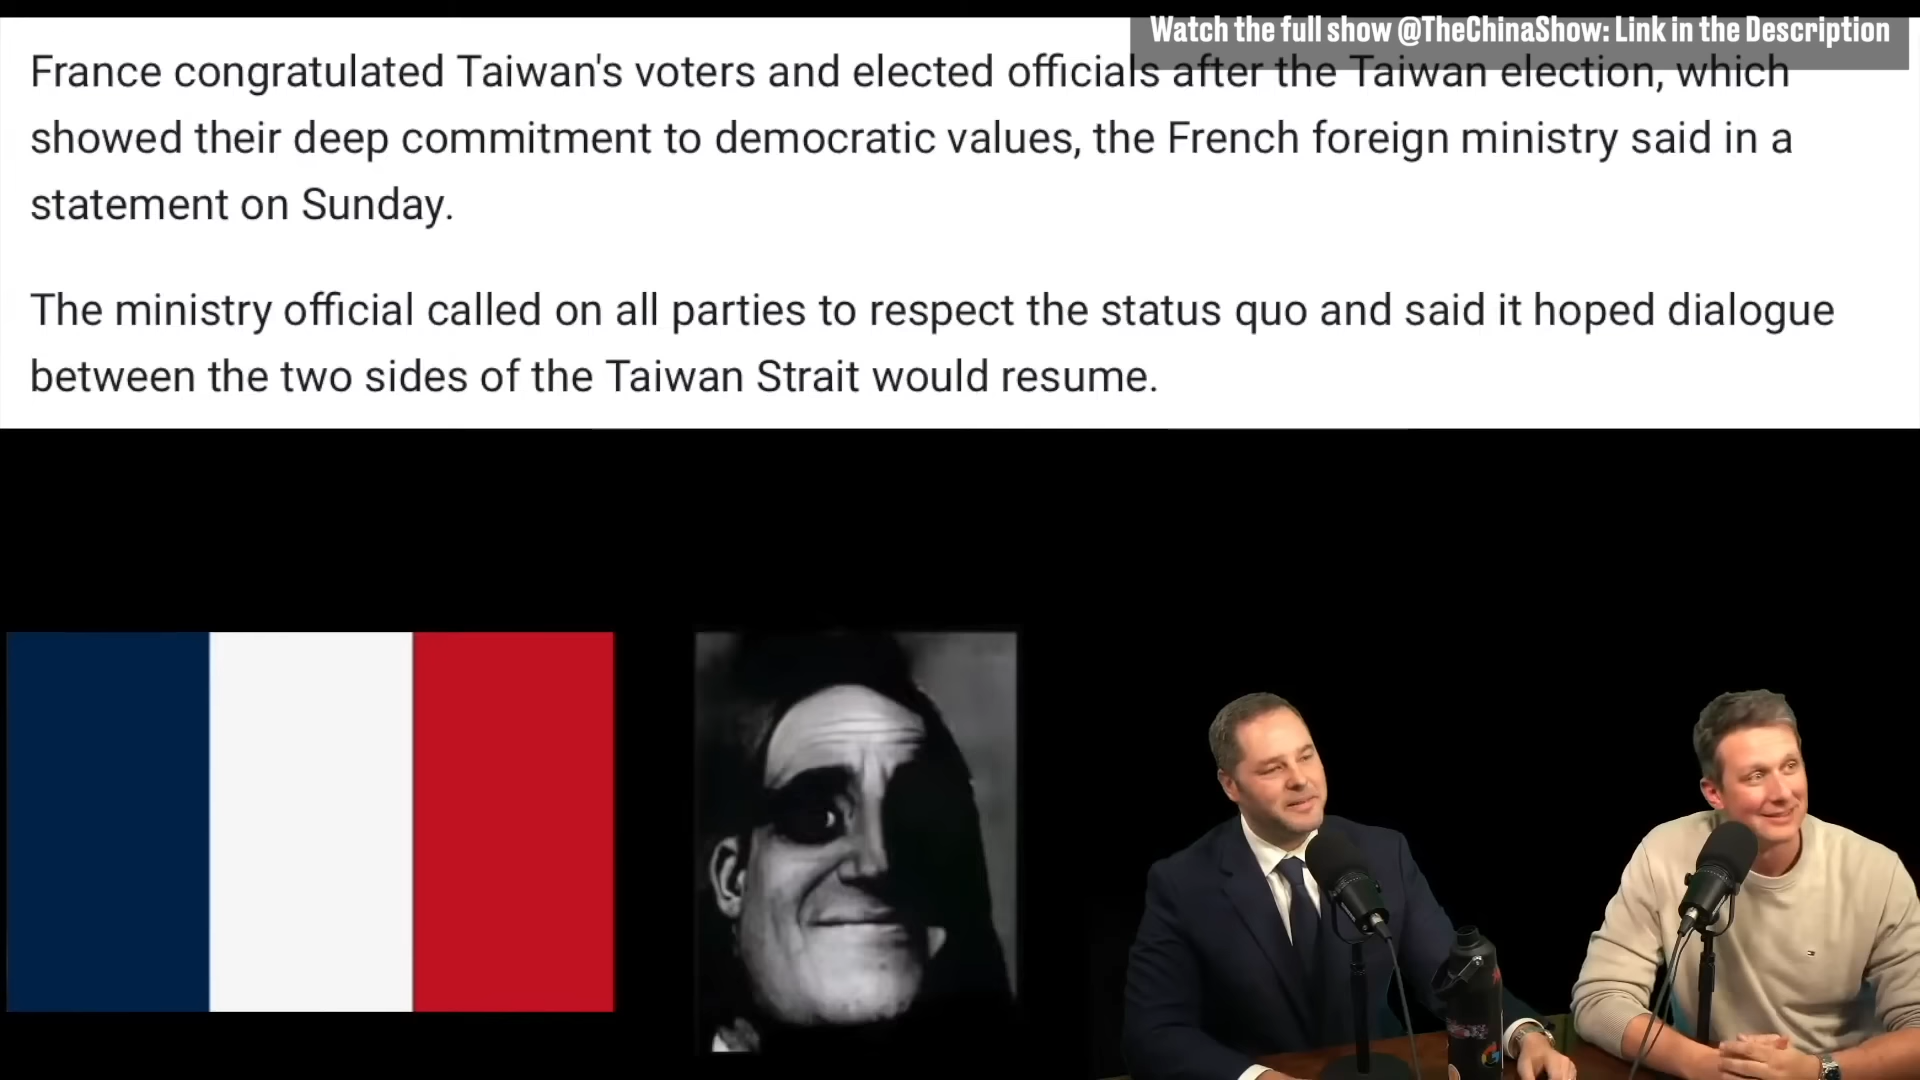 Watch the full show @TheChinaShow: Link in the Description
France congratulated Taiwan's voters and elected officials after the Taiwan election, which
showed their deep commitment to democratic values, the French foreign ministry said in a
statement on Sunday.
The ministry official called on all parties to respect the status quo and said it hoped dialogue
between the two sides of the Taiwan Strait would resume.